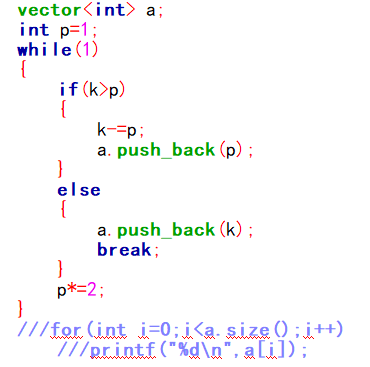 vector<int> a;
int p=1;
while(1)
{
    if(k>p)
    {
        k-=p;
        a.push_back(p);
    }
    else
    {
        a.push_back(k);
        break;
    }
    p*=2;
}
///for(int i=0;i<a.size();i++)
    ///printf("%d\n",a[i]);